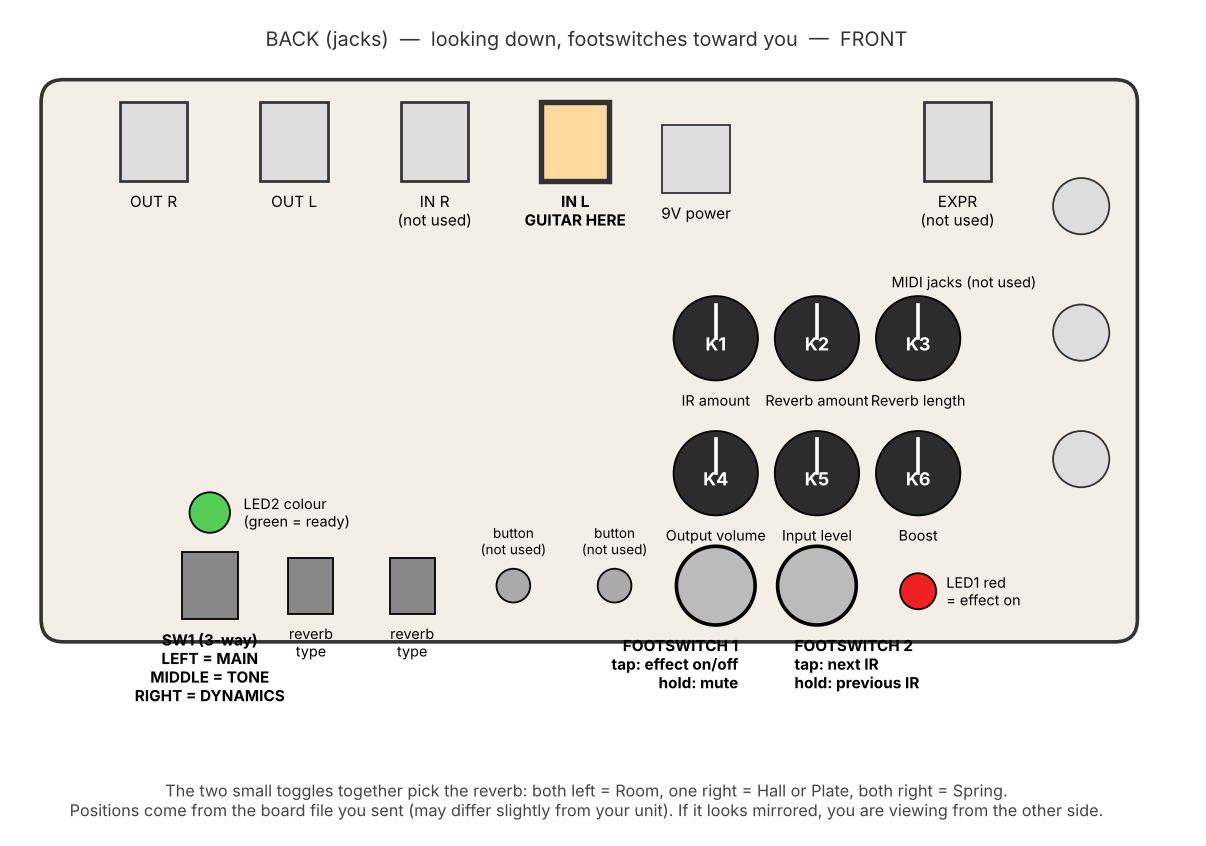 BACK (jacks) — looking down, footswitches toward you — FRONT
OUT R
OUT L
IN R
(not used)
IN L
GUITAR HERE
9V power
EXPR
(not used)
MIDI jacks (not used)
K1
K2
K3
IR amount
Reverb amount
Reverb length
K4
K5
K6
Output volume
Input level
Boost
LED2 colour
(green = ready)
button
(not used)
button
(not used)
LED1 red
= effect on
SW1 (3-way)
LEFT = MAIN
MIDDLE = TONE
RIGHT = DYNAMICS
reverb
type
reverb
type
FOOTSWITCH 1
tap: effect on/off
hold: mute
FOOTSWITCH 2
tap: next IR
hold: previous IR
The two small toggles together pick the reverb: both left = Room, one right = Hall or Plate, both right = Spring.
Positions come from the board file you sent (may differ slightly from your unit). If it looks mirrored, you are viewing from the other side.